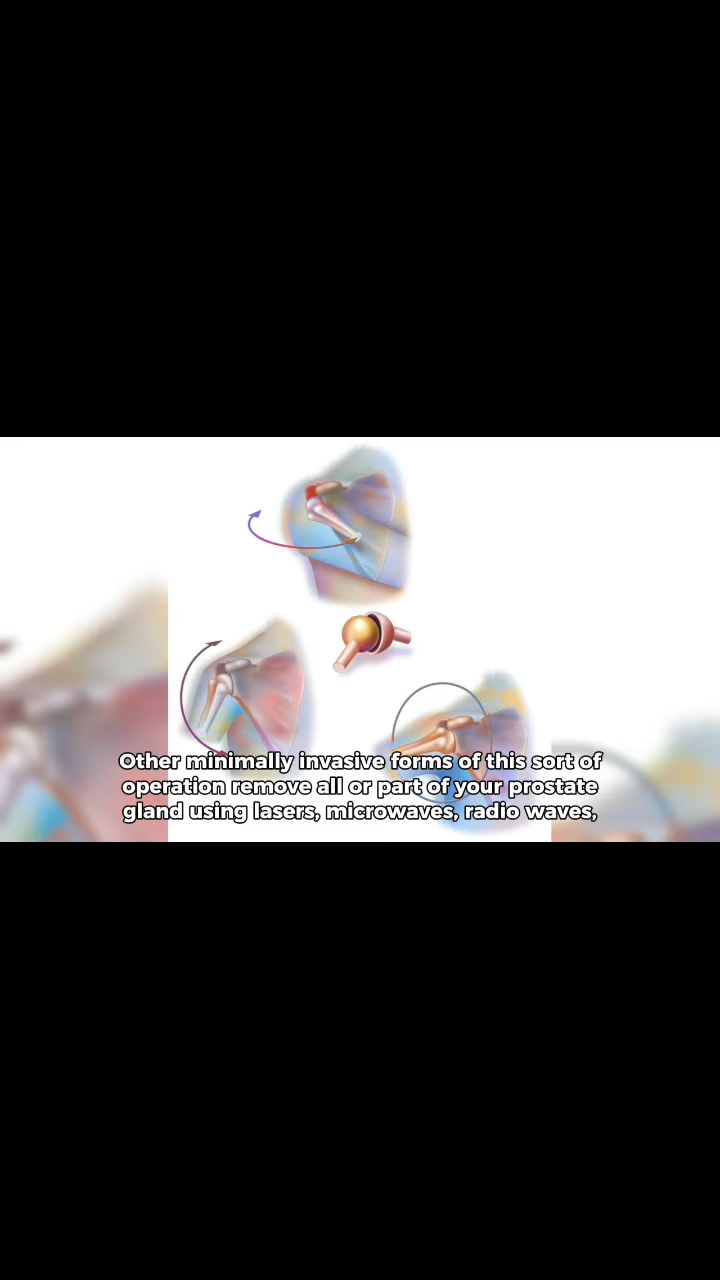 Other minimally invasive forms of this sort of
operation remove all or part of your prostate
gland using lasers, microwaves, radio waves,